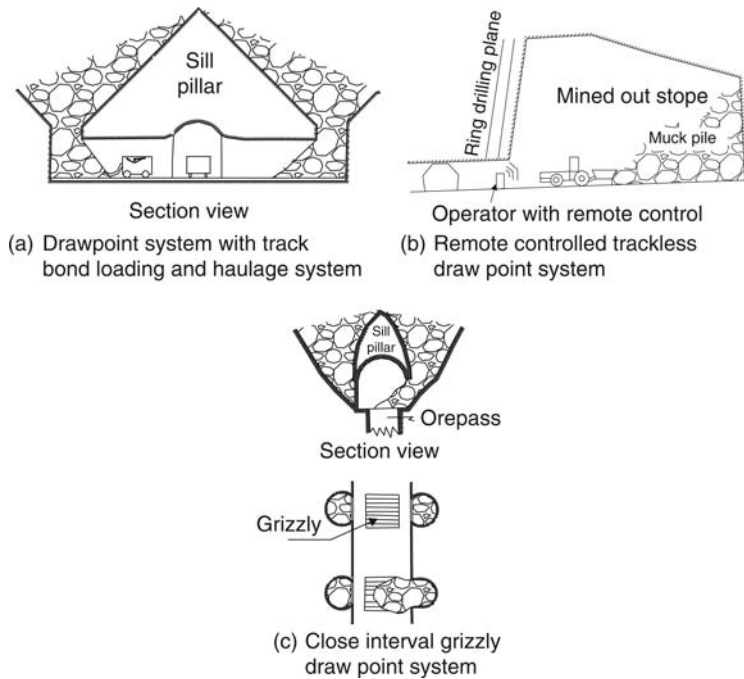 Sill
pillar
Section view
(a) Drawpoint system with track
bond loading and haulage system
Ring drilling plane
Mined out stope
Muck pile
Operator with remote control
(b) Remote controlled trackless
draw point system
Sill
pillar
Orepass
Section view
Grizzly
(c) Close interval grizzly
draw point system